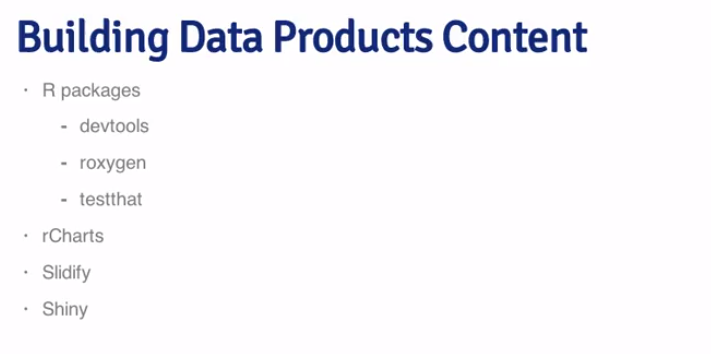 Building Data Products Content
· R packages
- devtools
- roxygen
- testthat
· rCharts
· Slidify
· Shiny